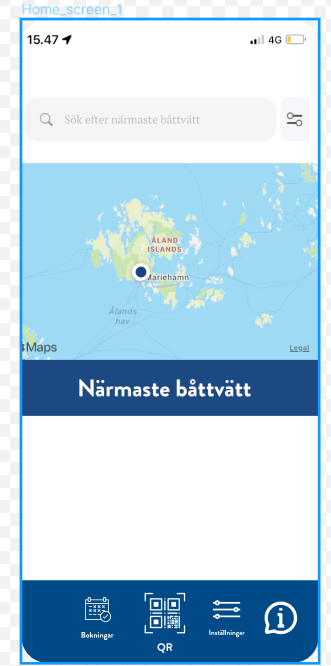 Home_screen_1
15.47
4G
Sök efter närmaste båttvätt
ÅLAND
ISLANDS
Mariehamn
Ålands
hav
Maps
Legal
Närmaste båttvätt
Bokningar
QR
Inställningar